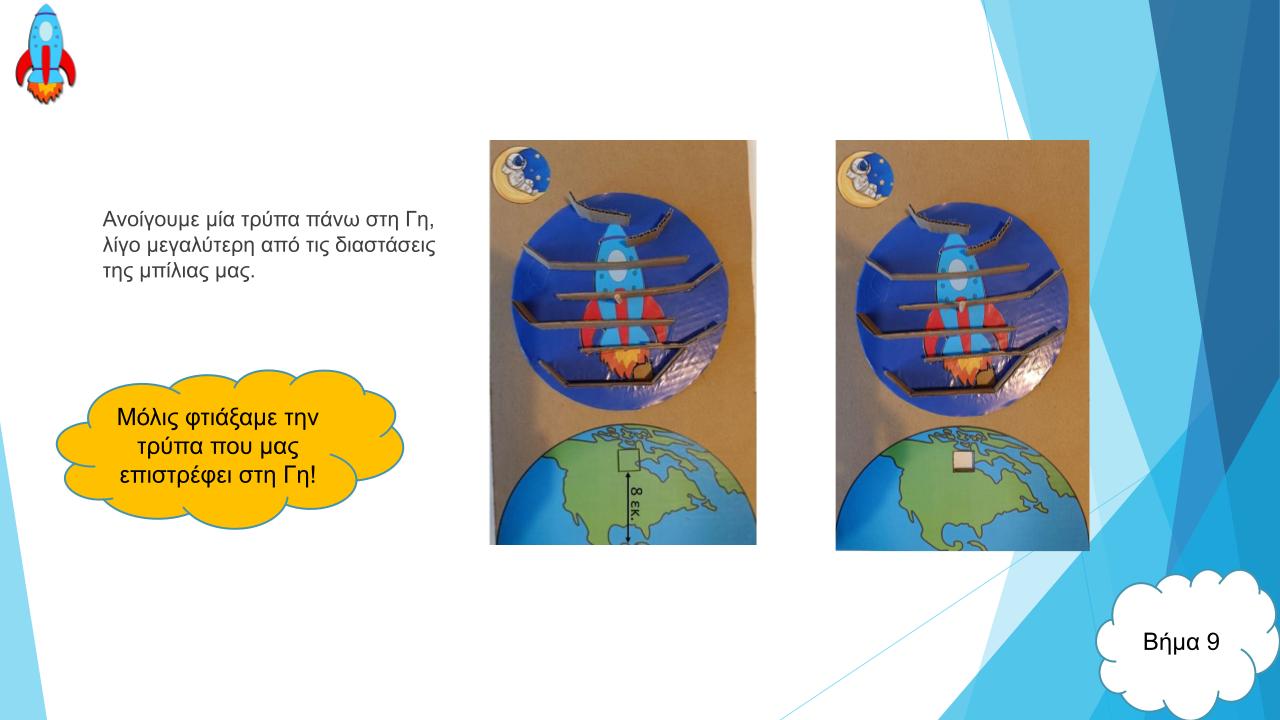 Ανοίγουμε μία τρύπα πάνω στη Γη,
λίγο μεγαλύτερη από τις διαστάσεις
της μπίλιας μας.
Μόλις φτιάξαμε την
τρύπα που μας
επιστρέφει στη Γη!
8 εκ.
Βήμα 9